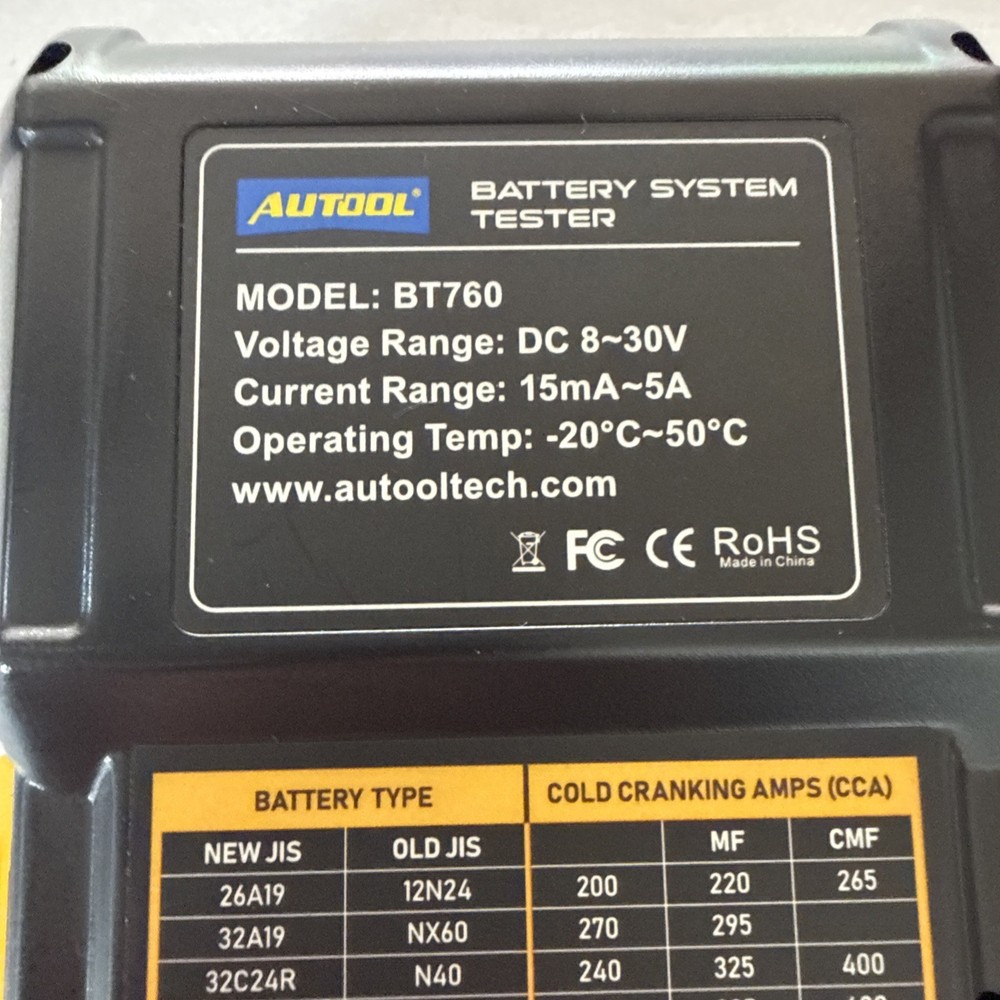 AUTOOL®
BATTERY SYSTEM
TESTER
MODEL: BT760
Voltage Range: DC 8~30V
Current Range: 15mA~5A
Operating Temp: -20°C~50°C
www.autooltech.com
FC CE RoHS
Made in China
BATTERY TYPE COLD CRANKING AMPS (CCA)
NEW JIS OLD JIS MF CMF
26A19 12N24 200 220 265
32A19 NX60 270 295
32C24R N40 240 325 400